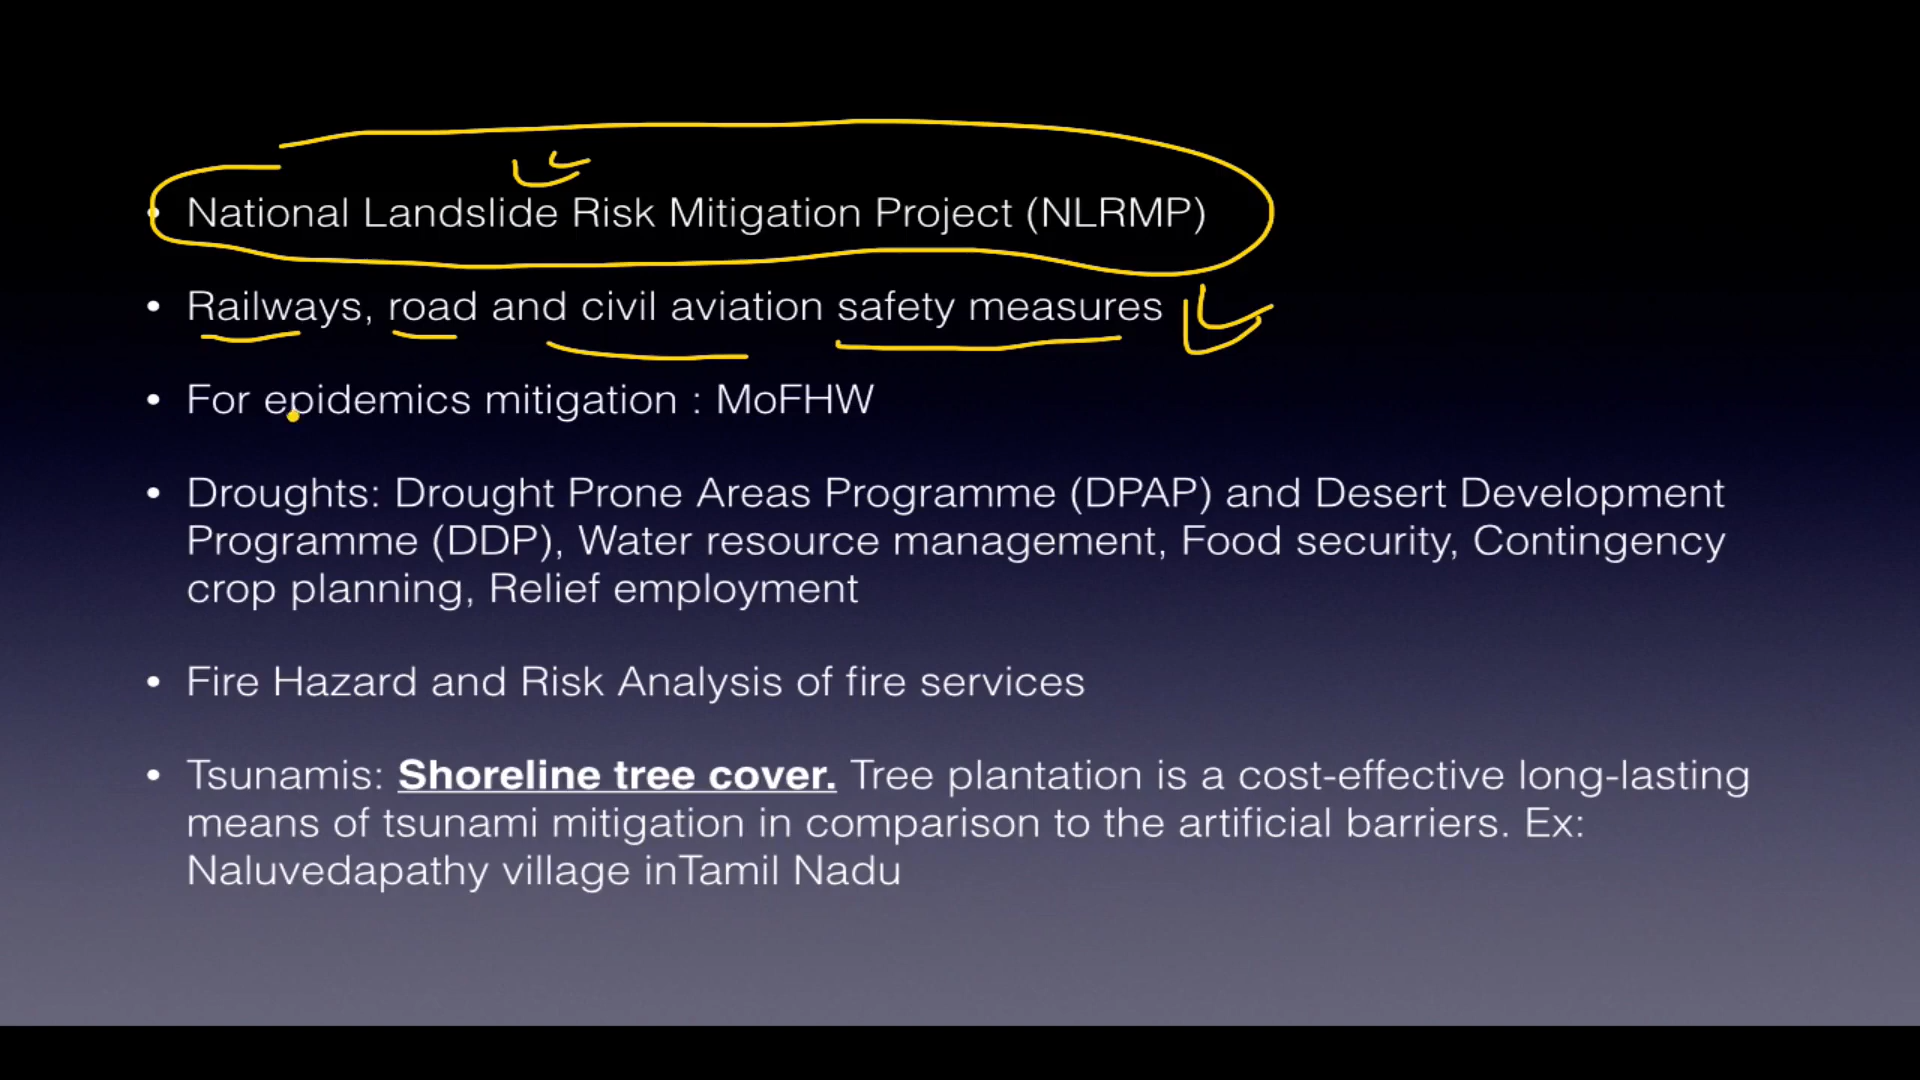 • National Landslide Risk Mitigation Project (NLRMP)
• Railways, road and civil aviation safety measures
• For epidemics mitigation : MoFHW
• Droughts: Drought Prone Areas Programme (DPAP) and Desert Development
Programme (DDP), Water resource management, Food security, Contingency
crop planning, Relief employment
• Fire Hazard and Risk Analysis of fire services
• Tsunamis: Shoreline tree cover. Tree plantation is a cost-effective long-lasting
means of tsunami mitigation in comparison to the artificial barriers. Ex:
Naluvedapathy village inTamil Nadu